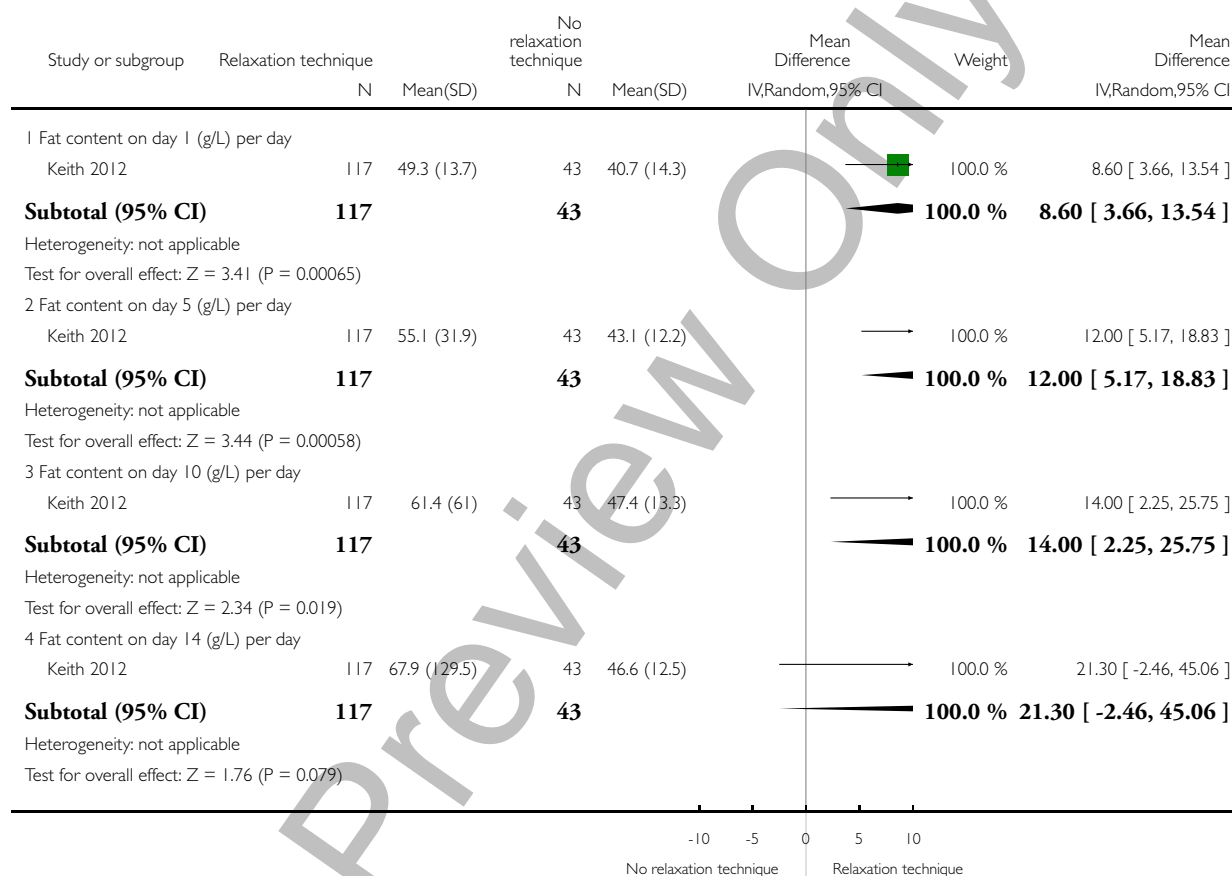 Study or subgroup Relaxation technique No relaxation technique Mean Difference Weight Mean Difference
N Mean(SD) N Mean(SD) IV,Random,95% CI IV,Random,95% CI
1 Fat content on day 1 (g/L) per day
Keith 2012 117 49.3 (13.7) 43 40.7 (14.3) 100.0 % 8.60 [ 3.66, 13.54 ]
Subtotal (95% CI) 117 43 100.0 % 8.60 [ 3.66, 13.54 ]
Heterogeneity: not applicable
Test for overall effect: Z = 3.41 (P = 0.00065)
2 Fat content on day 5 (g/L) per day
Keith 2012 117 55.1 (31.9) 43 43.1 (12.2) 100.0 % 12.00 [ 5.17, 18.83 ]
Subtotal (95% CI) 117 43 100.0 % 12.00 [ 5.17, 18.83 ]
Heterogeneity: not applicable
Test for overall effect: Z = 3.44 (P = 0.00058)
3 Fat content on day 10 (g/L) per day
Keith 2012 117 61.4 (61) 43 47.4 (13.3) 100.0 % 14.00 [ 2.25, 25.75 ]
Subtotal (95% CI) 117 43 100.0 % 14.00 [ 2.25, 25.75 ]
Heterogeneity: not applicable
Test for overall effect: Z = 2.34 (P = 0.019)
4 Fat content on day 14 (g/L) per day
Keith 2012 117 67.9 (129.5) 43 46.6 (12.5) 100.0 % 21.30 [ -2.46, 45.06 ]
Subtotal (95% CI) 117 43 100.0 % 21.30 [ -2.46, 45.06 ]
Heterogeneity: not applicable
Test for overall effect: Z = 1.76 (P = 0.079)
-10 -5 0 5 10
No relaxation technique Relaxation technique
Preview Only